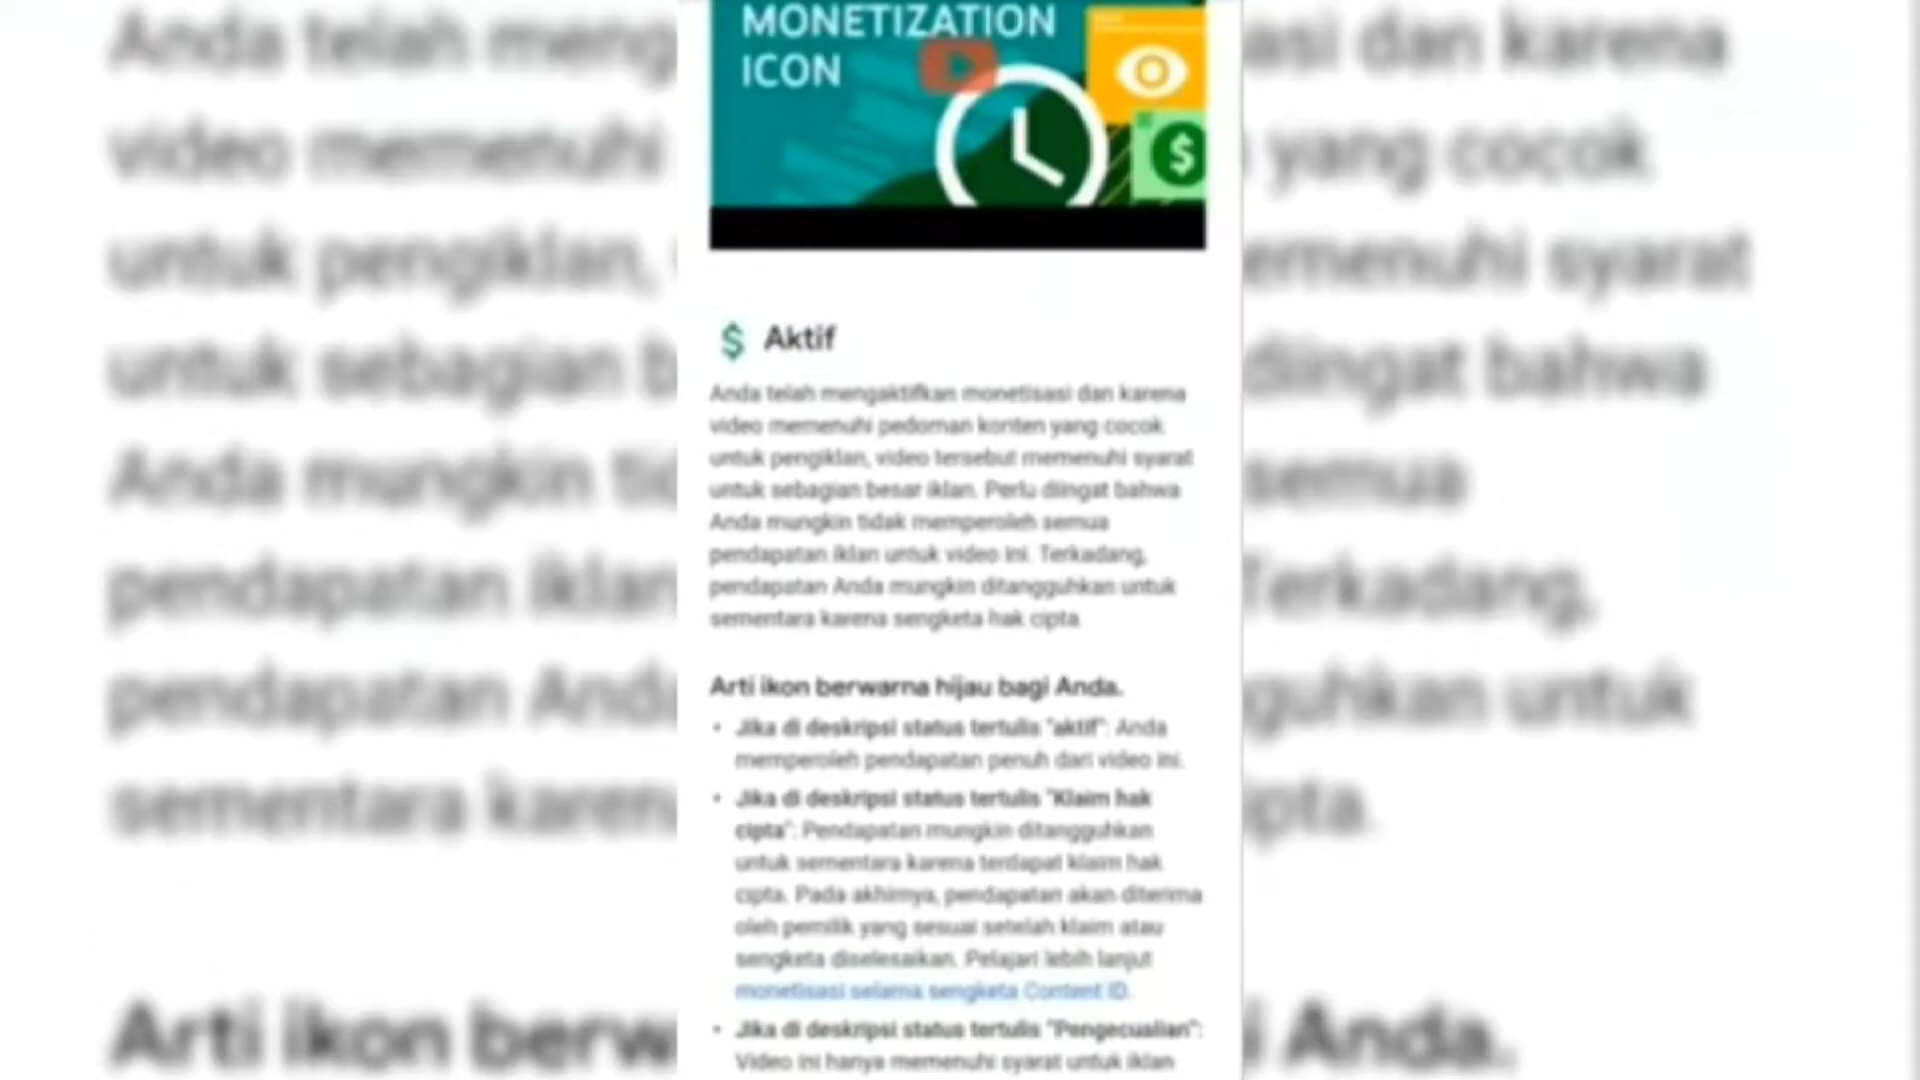 MONETIZATION
ICON
$ Aktif
Anda telah mengaktifkan monetisasi dan karena
video memenuhi pedoman konten yang cocok
untuk pengiklan, video tersebut memenuhi syarat
untuk sebagian besar iklan. Perlu diingat bahwa
Anda mungkin tidak memperoleh semua
pendapatan iklan untuk video ini. Terkadang,
pendapatan Anda mungkin ditangguhkan untuk
sementara karena sengketa hak cipta.
Arti ikon berwarna hijau bagi Anda.
• Jika di deskripsi status tertulis "aktif": Anda
memperoleh pendapatan penuh dari video ini.
• Jika di deskripsi status tertulis "Klaim hak
cipta": Pendapatan mungkin ditangguhkan
untuk sementara karena terdapat klaim hak
cipta. Pada akhirnya, pendapatan akan diterima
oleh pemilik yang sesuai setelah klaim atau
sengketa diselesaikan. Pelajari lebih lanjut
monetisasi selama sengketa Content ID.
• Jika di deskripsi status tertulis "Pengecualian":
Video ini hanya memenuhi syarat untuk iklan